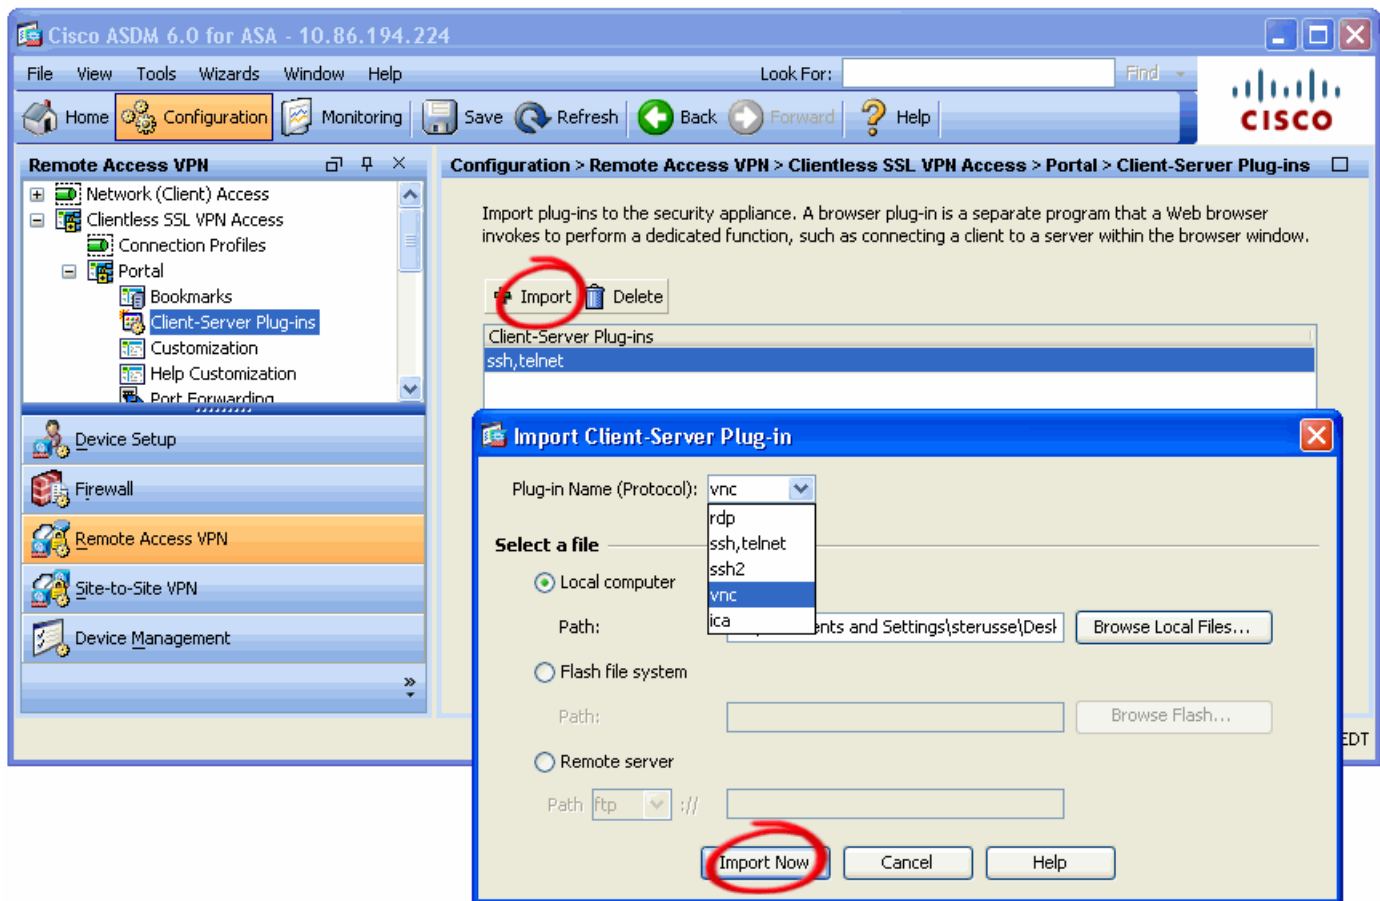 Cisco ASDM 6.0 for ASA - 10.86.194.224
File View Tools Wizards Window Help Look For: Find
Home Configuration Monitoring Save Refresh Back Forward Help
CISCO
Remote Access VPN
Network (Client) Access
Clientless SSL VPN Access
Connection Profiles
Portal
Bookmarks
Client-Server Plug-ins
Customization
Help Customization
Port Forwarding
Device Setup
Firewall
Remote Access VPN
Site-to-Site VPN
Device Management
Configuration > Remote Access VPN > Clientless SSL VPN Access > Portal > Client-Server Plug-ins
Import plug-ins to the security appliance. A browser plug-in is a separate program that a Web browser
invokes to perform a dedicated function, such as connecting a client to a server within the browser window.
Import Delete
Client-Server Plug-ins
ssh,telnet
EDT
Import Client-Server Plug-in
Plug-in Name (Protocol): vnc
rdp
ssh,telnet
ssh2
vnc
ica
Select a file
Local computer
Path: ents and Settings\sterusse\Desk Browse Local Files...
Flash file system
Path: Browse Flash...
Remote server
Path ftp ://
Import Now Cancel Help